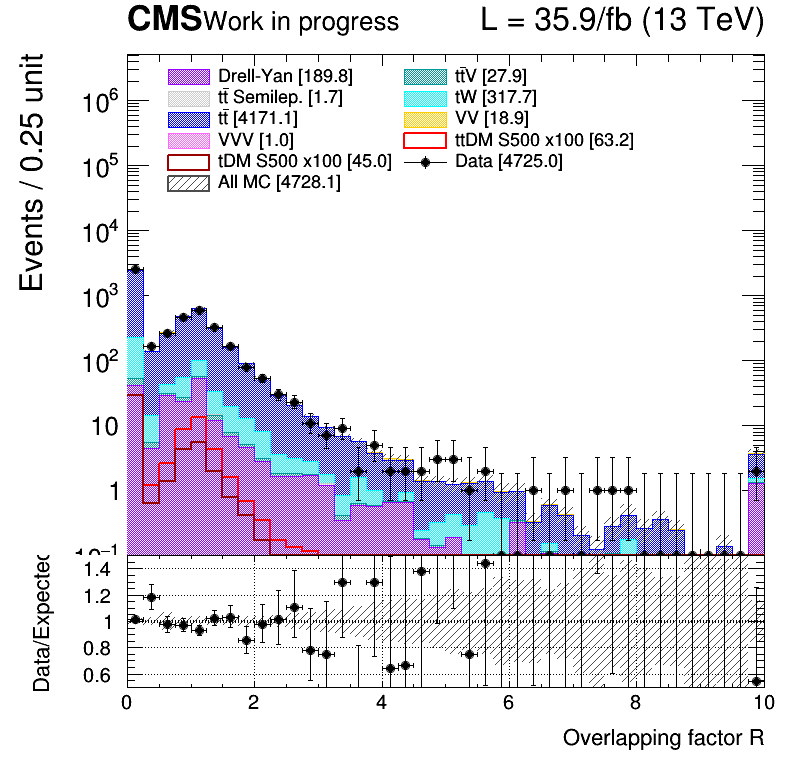 CMS Work in progress L = 35.9/fb (13 TeV)
Drell-Yan [189.8] tt̄V [27.9]
tt̄ Semilep. [1.7] tW [317.7]
tt̄ [4171.1] VV [18.9]
VVV [1.0] ttDM S500 x100 [63.2]
tDM S500 x100 [45.0] Data [4725.0]
All MC [4728.1]
Events / 0.25 unit
10⁶
10⁵
10⁴
10³
10²
10
1
10⁻¹
Data/Expected
1.4
1.2
1
0.8
0.6
0 2 4 6 8 10
Overlapping factor R